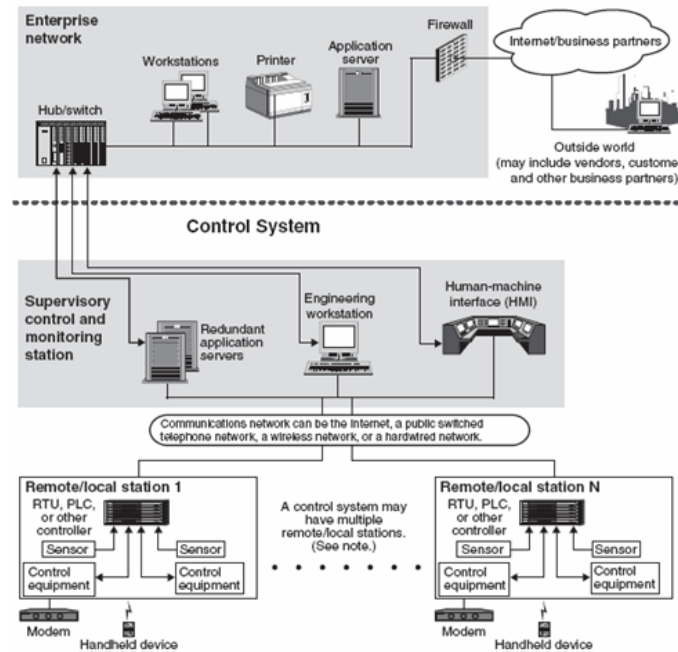 Enterprise
network
Workstations
Printer
Application
server
Firewall
Internet/business partners
Hub/switch
Outside world
(may include vendors, custome
and other business partners)
Control System
Supervisory
control and
monitoring
station
Redundant
application
servers
Engineering
workstation
Human-machine
interface (HMI)
Communications network can be the Internet, a public switched
telephone network, a wireless network, or a hardwired network.
Remote/local station 1
RTU, PLC,
or other
controller
Sensor
Sensor
Control
equipment
Control
equipment
Modem
Handheld device
A control system may
have multiple
remote/local stations.
(See note.)
Remote/local station N
RTU, PLC,
or other
controller
Sensor
Sensor
Control
equipment
Control
equipment
Modem
Handheld device